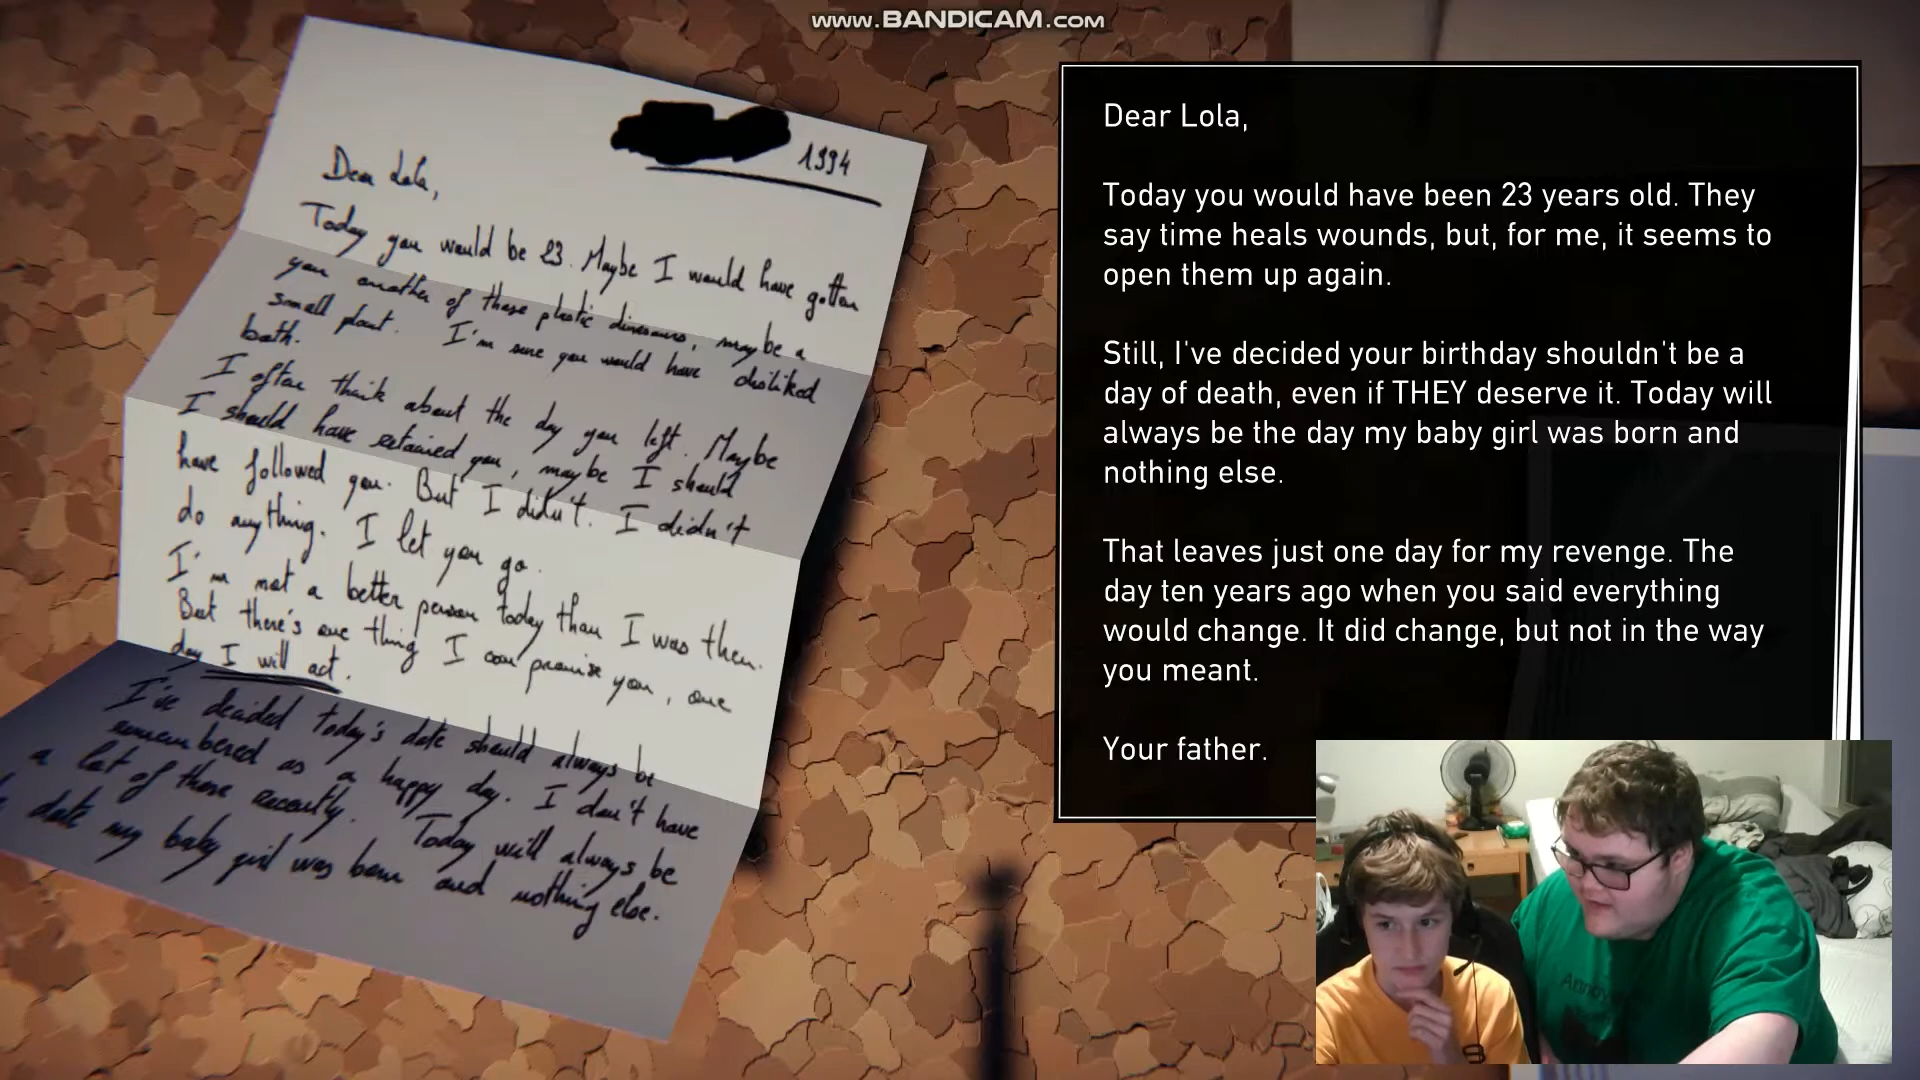 www.BANDICAM.com
1994
Dear Lola,
Today you would be 23. Maybe I would have gotten
you another of these plastic dinosaurs, maybe a
small plant. I'm sure you would have disliked
both.
I often think about the day you left. Maybe
I should have retained you, maybe I should
have followed you. But I didn't. I didn't
do anything. I let you go.
I'm not a better person today than I was then.
But there's one thing I can promise you, one
day I will act.
I've decided today's date should always be
remembered as a happy day. I don't have
a lot of those recently. Today will always be
date my baby girl was born and nothing else.
Dear Lola,
Today you would have been 23 years old. They
say time heals wounds, but, for me, it seems to
open them up again.
Still, I've decided your birthday shouldn't be a
day of death, even if THEY deserve it. Today will
always be the day my baby girl was born and
nothing else.
That leaves just one day for my revenge. The
day ten years ago when you said everything
would change. It did change, but not in the way
you meant.
Your father.